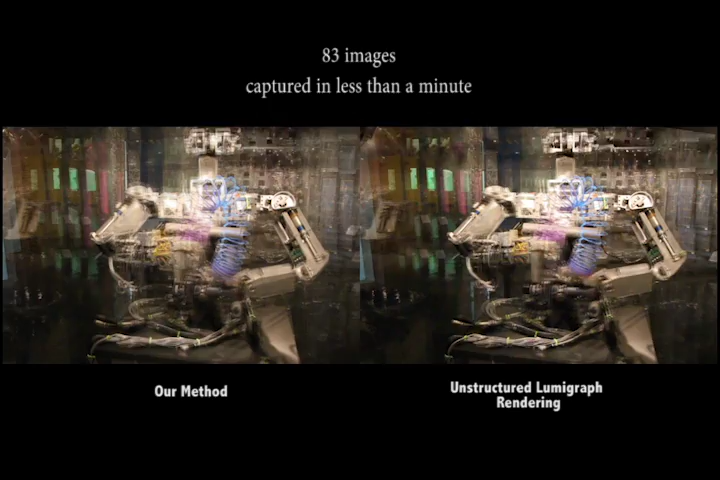 83 images
captured in less than a minute
Our Method
Unstructured Lumigraph
Rendering